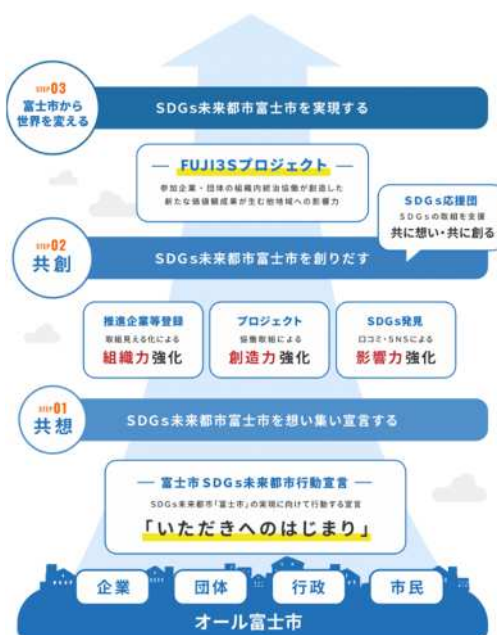 STEP03
富士市から
世界を変える
SDGs未来都市富士市を実現する
FUJI3Sプロジェクト
参加企業・団体の組織内統治協働が創造した
新たな価値観成果が生む他地域への影響力
SDGs応援団
SDGsの取組を支援
共に想い・共に創る
STEP02
共創
SDGs未来都市富士市を創りだす
推進企業等登録
取組見える化による
組織力強化
プロジェクト
協働取組による
創造力強化
SDGs発見
口コミ・SNSによる
影響力強化
STEP01
共想
SDGs未来都市富士市を想い集い宣言する
富士市SDGs未来都市行動宣言
SDGs未来都市「富士市」の実現に向けて行動する宣言
「いただきへのはじまり」
企業
団体
行政
市民
オール富士市